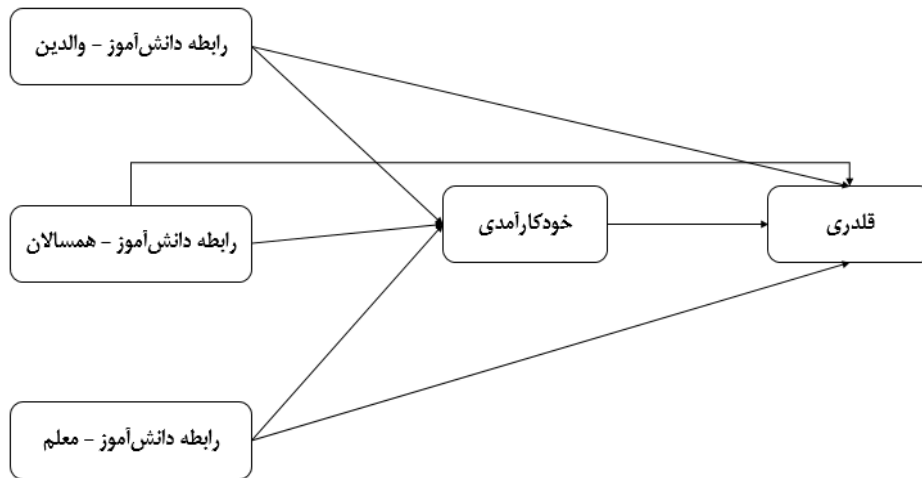 رابطه دانش‌آموز – والدین
رابطه دانش‌آموز – همسالان
خودکارآمدی
قلدری
رابطه دانش‌آموز – معلم